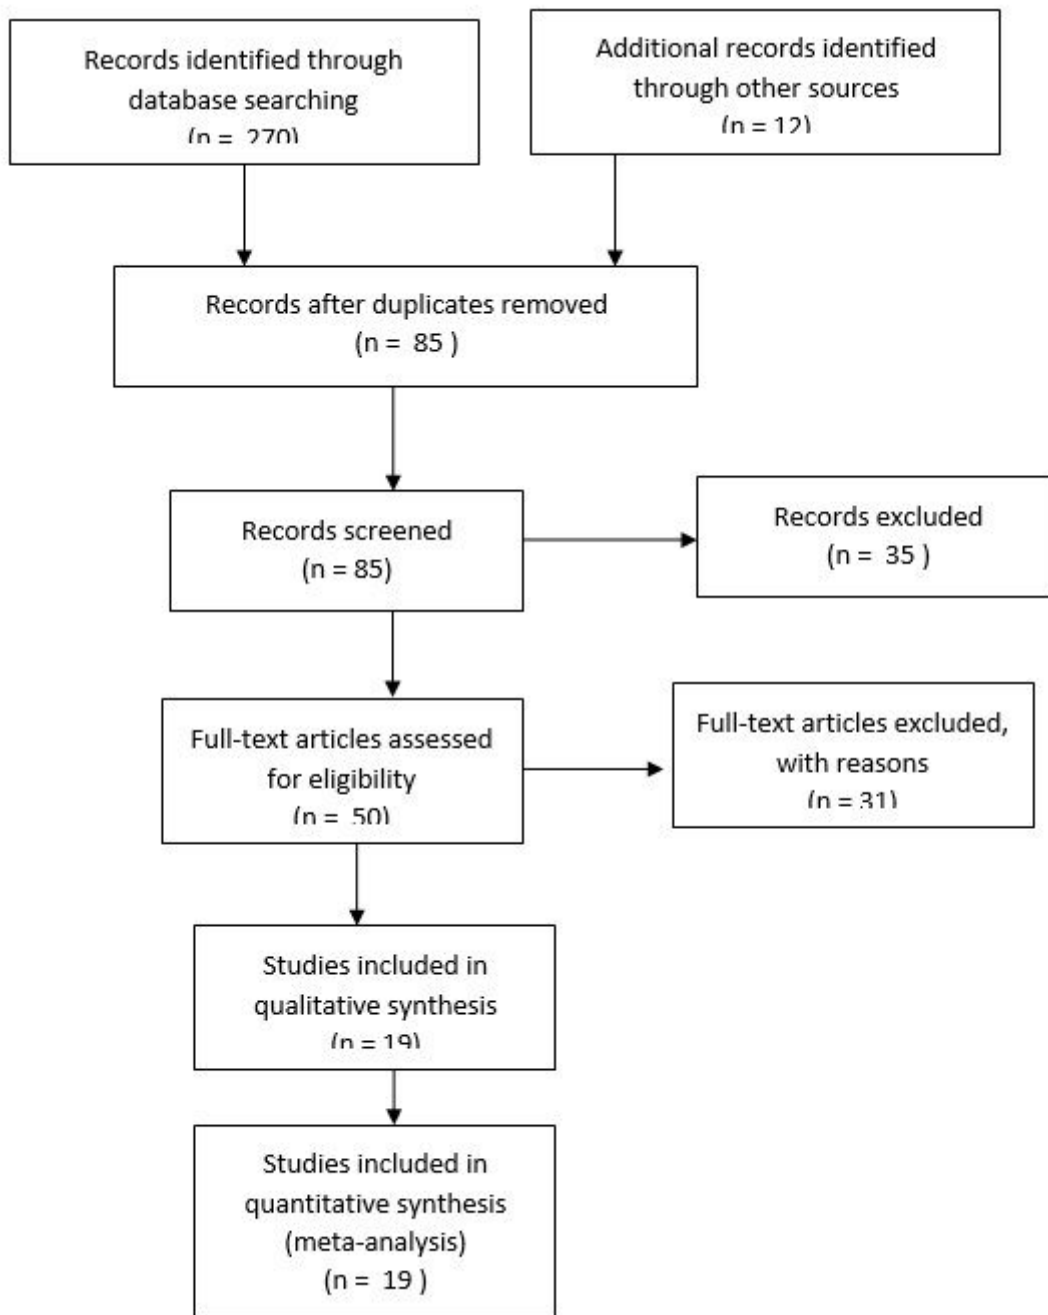 Records identified through
database searching
(n = 270)
Additional records identified
through other sources
(n = 12)
Records after duplicates removed
(n = 85 )
Records screened
(n = 85)
Records excluded
(n = 35 )
Full-text articles assessed
for eligibility
(n = 50)
Full-text articles excluded,
with reasons
(n = 31)
Studies included in
qualitative synthesis
(n = 19)
Studies included in
quantitative synthesis
(meta-analysis)
(n = 19 )